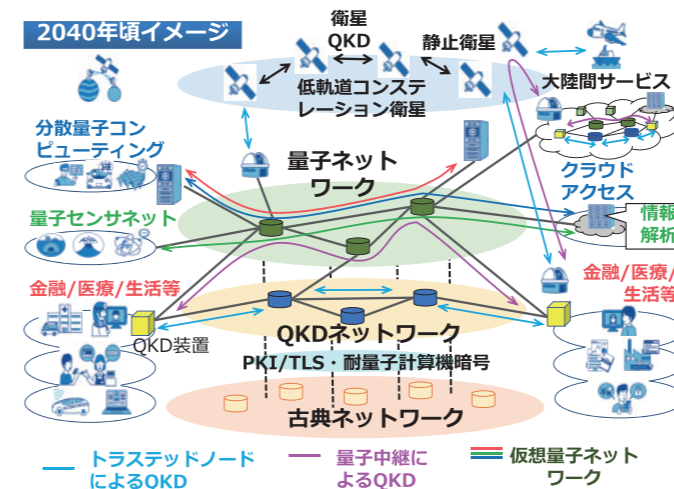 2040年頃イメージ
衛星
QKD
静止衛星
低軌道コンステ
レーション衛星
大陸間サービス
分散量子コン
ピューティング
量子ネット
ワーク
クラウド
アクセス
量子センサネット
情報
解析
金融/医療/生活等
金融/医療/
生活等
QKD装置
QKDネットワーク
PKI/TLS・耐量子計算機暗号
古典ネットワーク
トラステッドノード
によるQKD
量子中継に
よるQKD
仮想量子ネット
ワーク